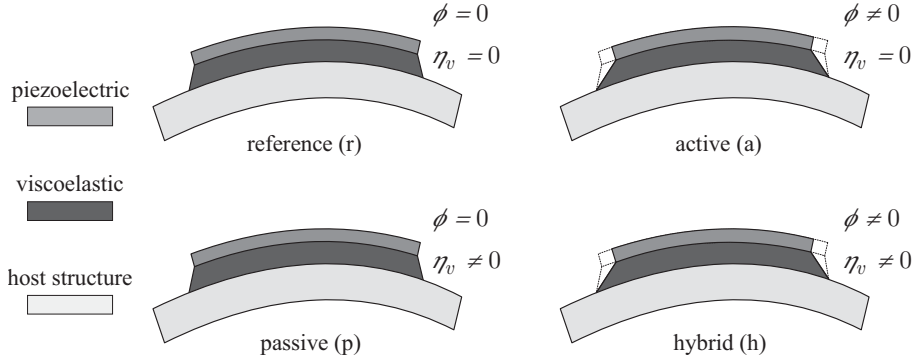 piezoelectric
viscoelastic
host structure
ϕ = 0
η_v = 0
reference (r)
ϕ ≠ 0
η_v = 0
active (a)
ϕ = 0
η_v ≠ 0
passive (p)
ϕ ≠ 0
η_v ≠ 0
hybrid (h)